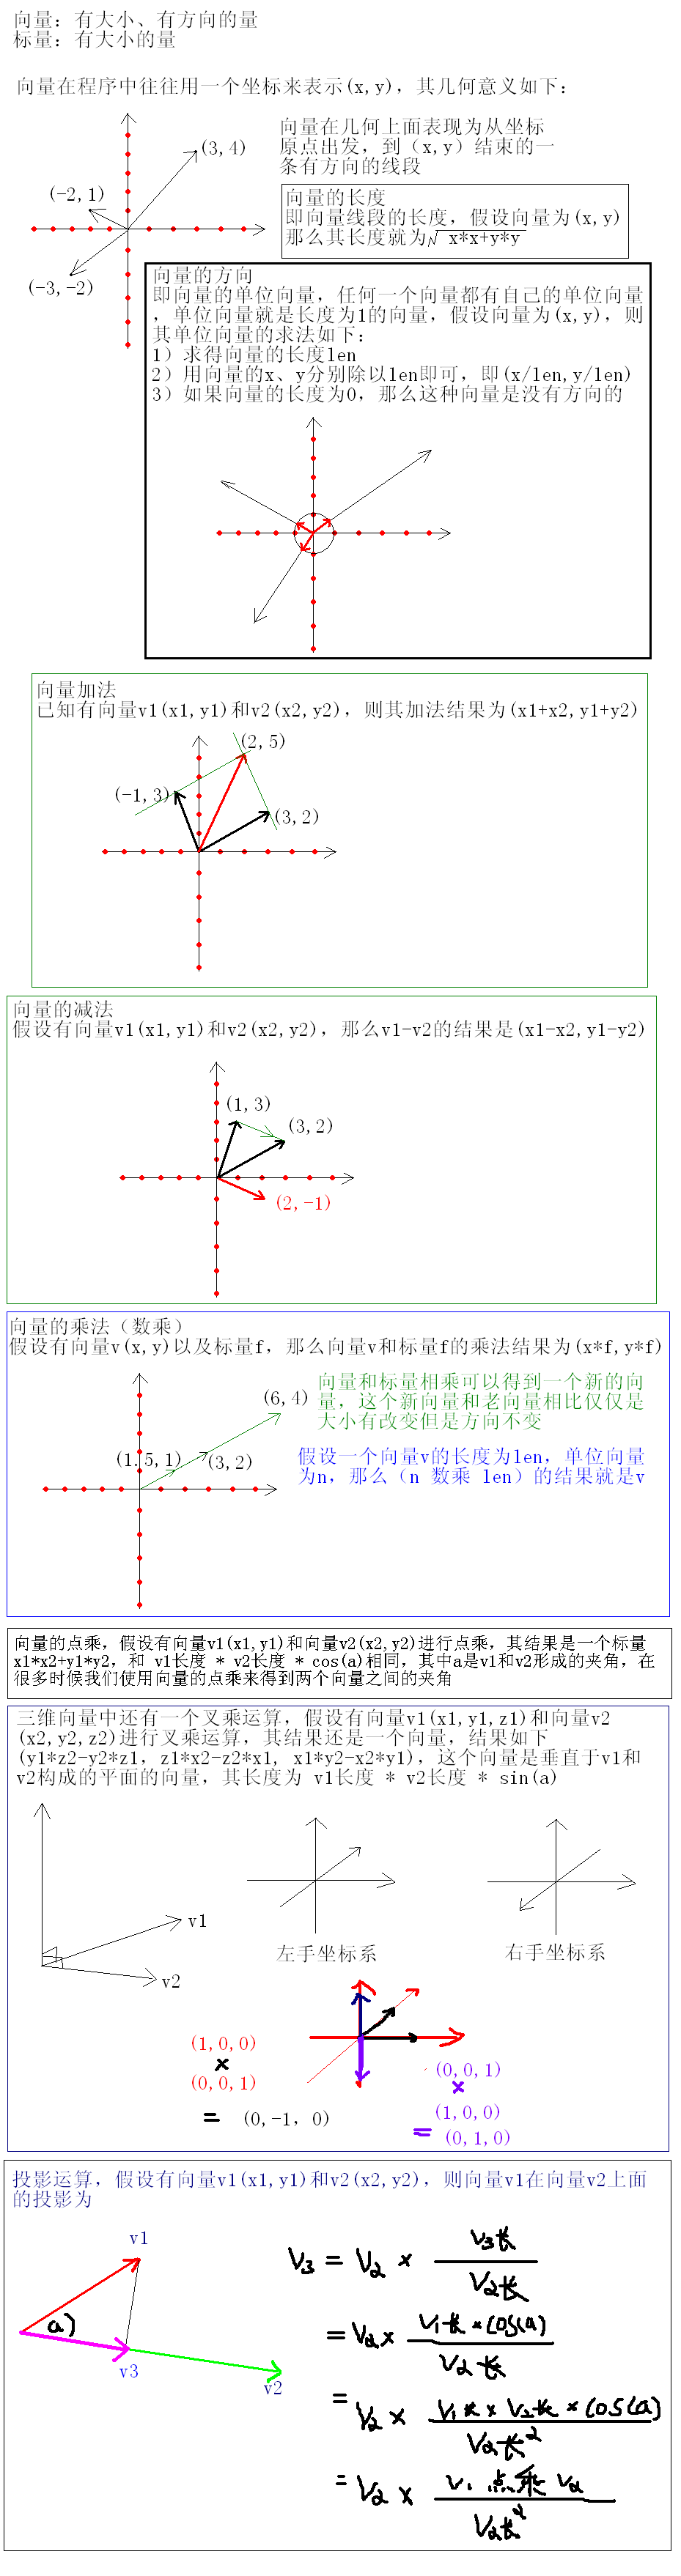 向量：有大小、有方向的量
标量：有大小的量
向量在程序中往往用一个坐标来表示(x,y)，其几何意义如下：
(3,4)
(-2,1)
(-3,-2)
向量在几何上面表现为从坐标
原点出发，到（x,y）结束的一
条有方向的线段
向量的长度
即向量线段的长度，假设向量为(x,y)
那么其长度就为√ x*x+y*y
向量的方向
即向量的单位向量，任何一个向量都有自己的单位向量
，单位向量就是长度为1的向量，假设向量为(x,y)，则
其单位向量的求法如下：
1）求得向量的长度len
2）用向量的x、y分别除以len即可，即(x/len,y/len)
3）如果向量的长度为0，那么这种向量是没有方向的
向量加法
已知有向量v1(x1,y1)和v2(x2,y2)，则其加法结果为(x1+x2,y1+y2)
(2,5)
(-1,3)
(3,2)
向量的减法
假设有向量v1(x1,y1)和v2(x2,y2)，那么v1-v2的结果是(x1-x2,y1-y2)
(1,3)
(3,2)
(2,-1)
向量的乘法（数乘）
假设有向量v(x,y)以及标量f，那么向量v和标量f的乘法结果为(x*f,y*f)
(6,4)
(1.5,1)
(3,2)
向量和标量相乘可以得到一个新的向
量，这个新向量和老向量相比仅仅是
大小有改变但是方向不变
假设一个向量v的长度为len，单位向量
为n，那么（n 数乘 len）的结果就是v
向量的点乘，假设有向量v1(x1,y1)和向量v2(x2,y2)进行点乘，其结果是一个标量
x1*x2+y1*y2，和 v1长度 * v2长度 * cos(a)相同，其中a是v1和v2形成的夹角，在
很多时候我们使用向量的点乘来得到两个向量之间的夹角
三维向量中还有一个叉乘运算，假设有向量v1(x1,y1,z1)和向量v2
(x2,y2,z2)进行叉乘运算，其结果还是一个向量，结果如下
(y1*z2-y2*z1, z1*x2-z2*x1, x1*y2-x2*y1)，这个向量是垂直于v1和
v2构成的平面的向量，其长度为 v1长度 * v2长度 * sin(a)
v1
v2
左手坐标系
右手坐标系
(1,0,0)
×
(0,0,1)
= (0,-1, 0)
(0,0,1)
×
(1,0,0)
= (0,1,0)
投影运算，假设有向量v1(x1,y1)和v2(x2,y2)，则向量v1在向量v2上面
的投影为
v1
a)
v3
v2
V3 = V2 × V3长 / V2长
= V2 × V1长 × cos(a) / V2长
= V2 × V1长 × V2长 × cos(a) / V2长²
= V2 × V1 点乘 V2 / V2长²